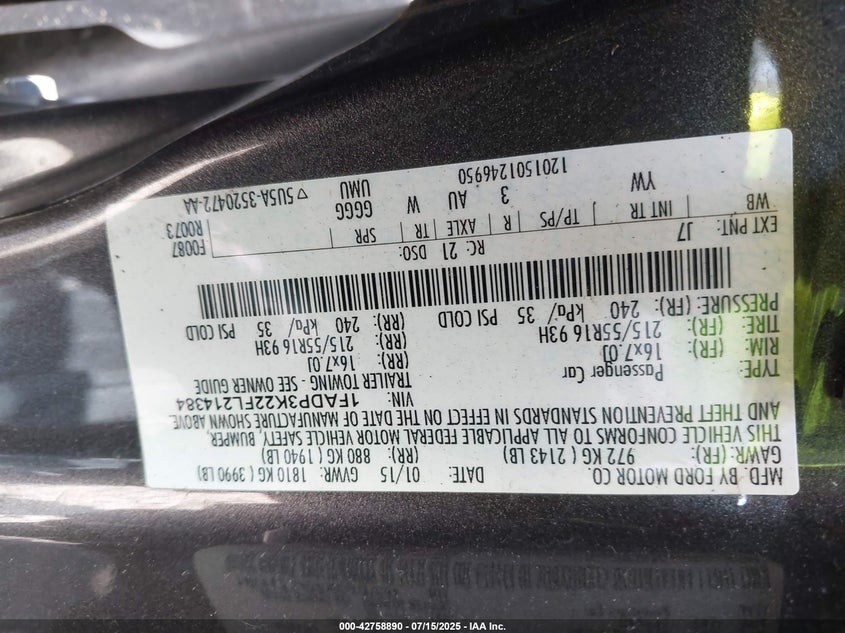 MFD. BY FORD MOTOR CO.
DATE: 01/15 GVWR: 1810 KG ( 3990 LB)
GAWR: (FR): 972 KG ( 2143 LB) (RR): 880 KG ( 1940 LB)
THIS VEHICLE CONFORMS TO ALL APPLICABLE FEDERAL MOTOR VEHICLE SAFETY, BUMPER,
AND THEFT PREVENTION STANDARDS IN EFFECT ON THE DATE OF MANUFACTURE SHOWN ABOVE.
VIN: 1FADP3K22FL214384
TYPE: Passenger Car TRAILER TOWING - SEE OWNER GUIDE
RIM: 16x7.0J (RR): 16x7.0J
TIRE: (FR): 215/55R16 93H (RR): 215/55R16 93H
PRESSURE: (FR): 240 kPa/ 35 PSI COLD (RR): 240 kPa/ 35 PSI COLD
EXT PNT: J7 RC: 21 DSO: F0087
WB INT TR TP/PS R AXLE TR SPR R0073
YW 3 AU W GGGG
UMU
▽ 5U5A-3520472-AA
1201501246950
000-42758890 - 07/15/2025 - IAA Inc.